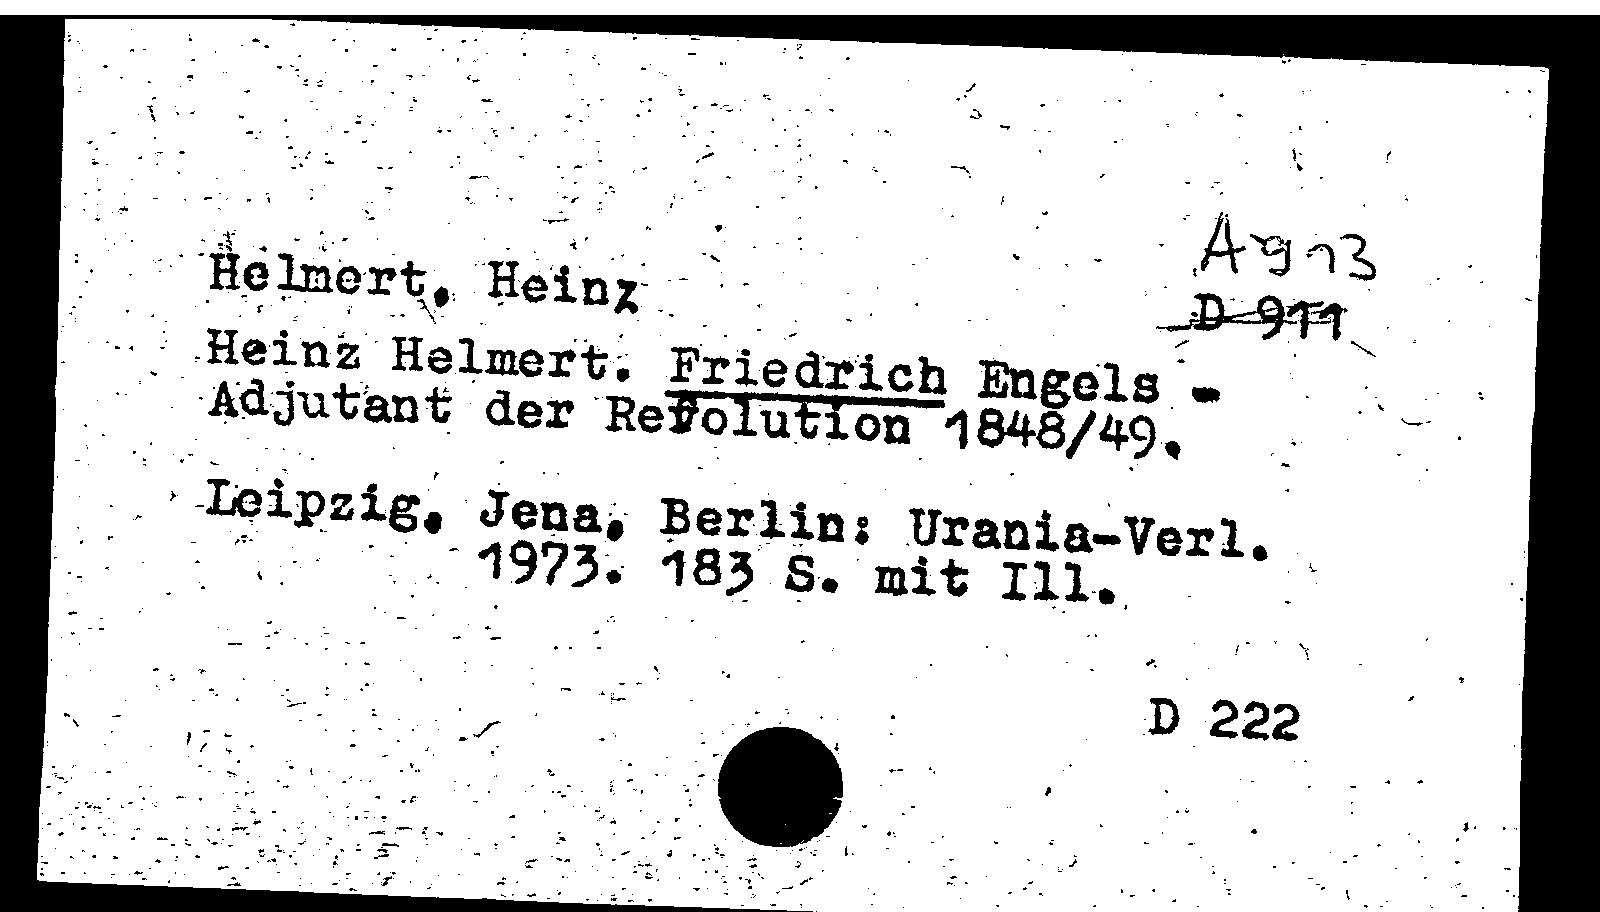 A 913
Helmert, Heinz
D 911
Heinz Helmert. Friedrich Engels -
Adjutant der Revolution 1848/49.
Leipzig, Jena, Berlin: Urania-Verl.
1973. 183 S. mit Ill.
D 222